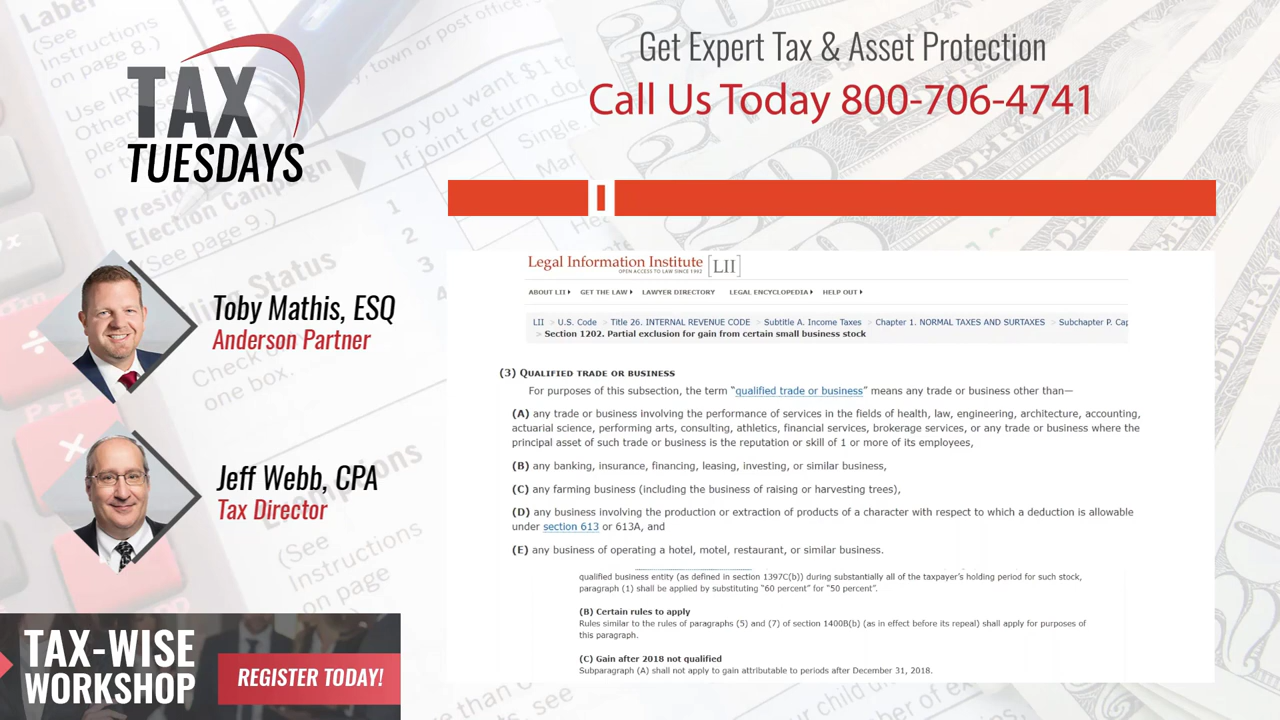 TAX
TUESDAYS
Get Expert Tax & Asset Protection
Call Us Today 800-706-4741
Toby Mathis, ESQ
Anderson Partner
Jeff Webb, CPA
Tax Director
TAX-WISE
WORKSHOP
REGISTER TODAY!
Legal Information Institute [LII]
OPEN ACCESS TO LAW SINCE 1992
ABOUT LII GET THE LAW LAWYER DIRECTORY LEGAL ENCYCLOPEDIA HELP OUT
LII > U.S. Code > Title 26. INTERNAL REVENUE CODE > Subtitle A. Income Taxes > Chapter 1. NORMAL TAXES AND SURTAXES > Subchapter P. Cap
> Section 1202. Partial exclusion for gain from certain small business stock
(3) QUALIFIED TRADE OR BUSINESS
For purposes of this subsection, the term “qualified trade or business” means any trade or business other than—
(A) any trade or business involving the performance of services in the fields of health, law, engineering, architecture, accounting,
actuarial science, performing arts, consulting, athletics, financial services, brokerage services, or any trade or business where the
principal asset of such trade or business is the reputation or skill of 1 or more of its employees,
(B) any banking, insurance, financing, leasing, investing, or similar business,
(C) any farming business (including the business of raising or harvesting trees),
(D) any business involving the production or extraction of products of a character with respect to which a deduction is allowable
under section 613 or 613A, and
(E) any business of operating a hotel, motel, restaurant, or similar business.
qualified business entity (as defined in section 1397C(b)) during substantially all of the taxpayer’s holding period for such stock,
paragraph (1) shall be applied by substituting “60 percent” for “50 percent”.
(B) Certain rules to apply
Rules similar to the rules of paragraphs (5) and (7) of section 1400B(b) (as in effect before its repeal) shall apply for purposes of
this paragraph.
(C) Gain after 2018 not qualified
Subparagraph (A) shall not apply to gain attributable to periods after December 31, 2018.